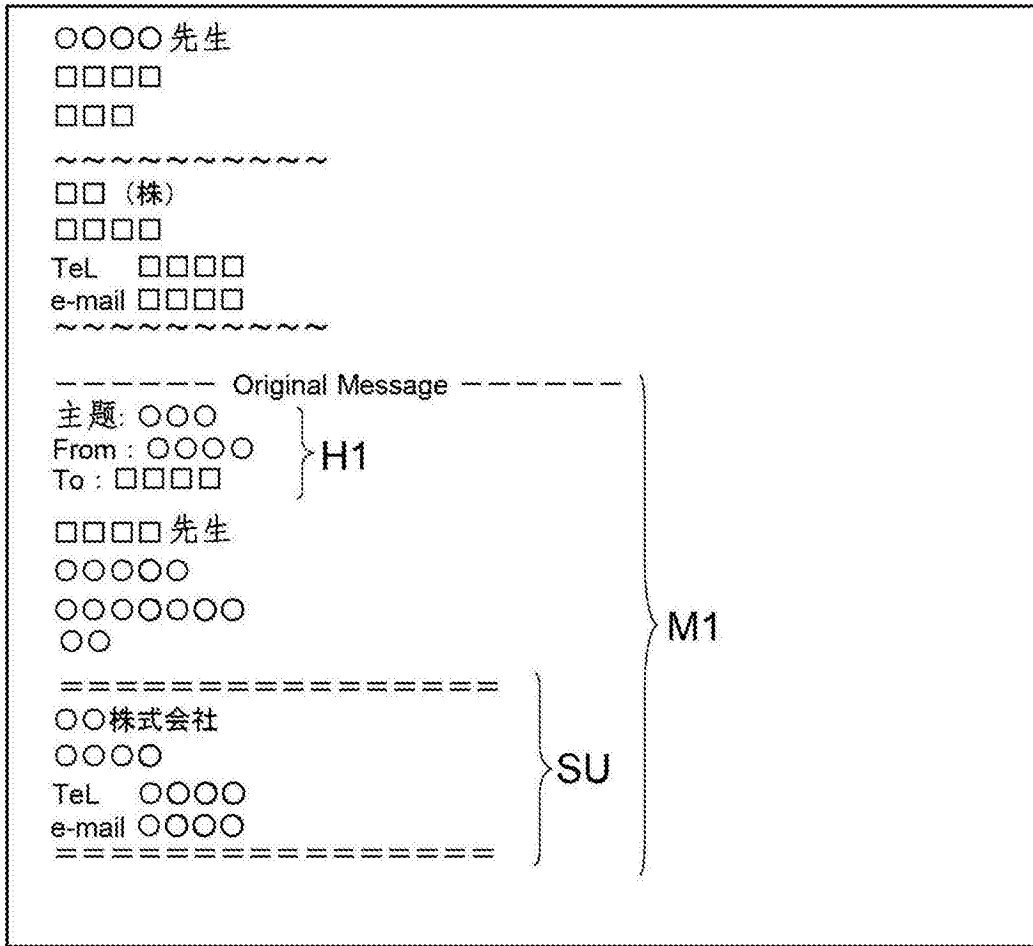 ○○○○先生
□□□□
□□□
~~~~~~~~~~
□□（株）
□□□□
TeL □□□□
e-mail □□□□
~~~~~~~~~~
------ Original Message ------
主题: ○○○
From : ○○○○
To : □□□□
H1
□□□□先生
○○○○○
○○○○○○○
○○
M1
================
○○株式会社
○○○○
SU
TeL ○○○○
e-mail ○○○○
================